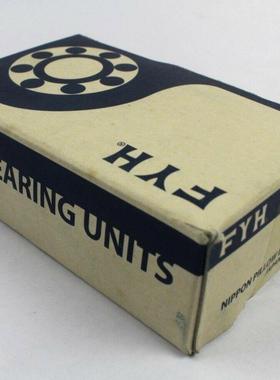 FYH®
EARING UNITS
FYH
NIPPON PILLOW